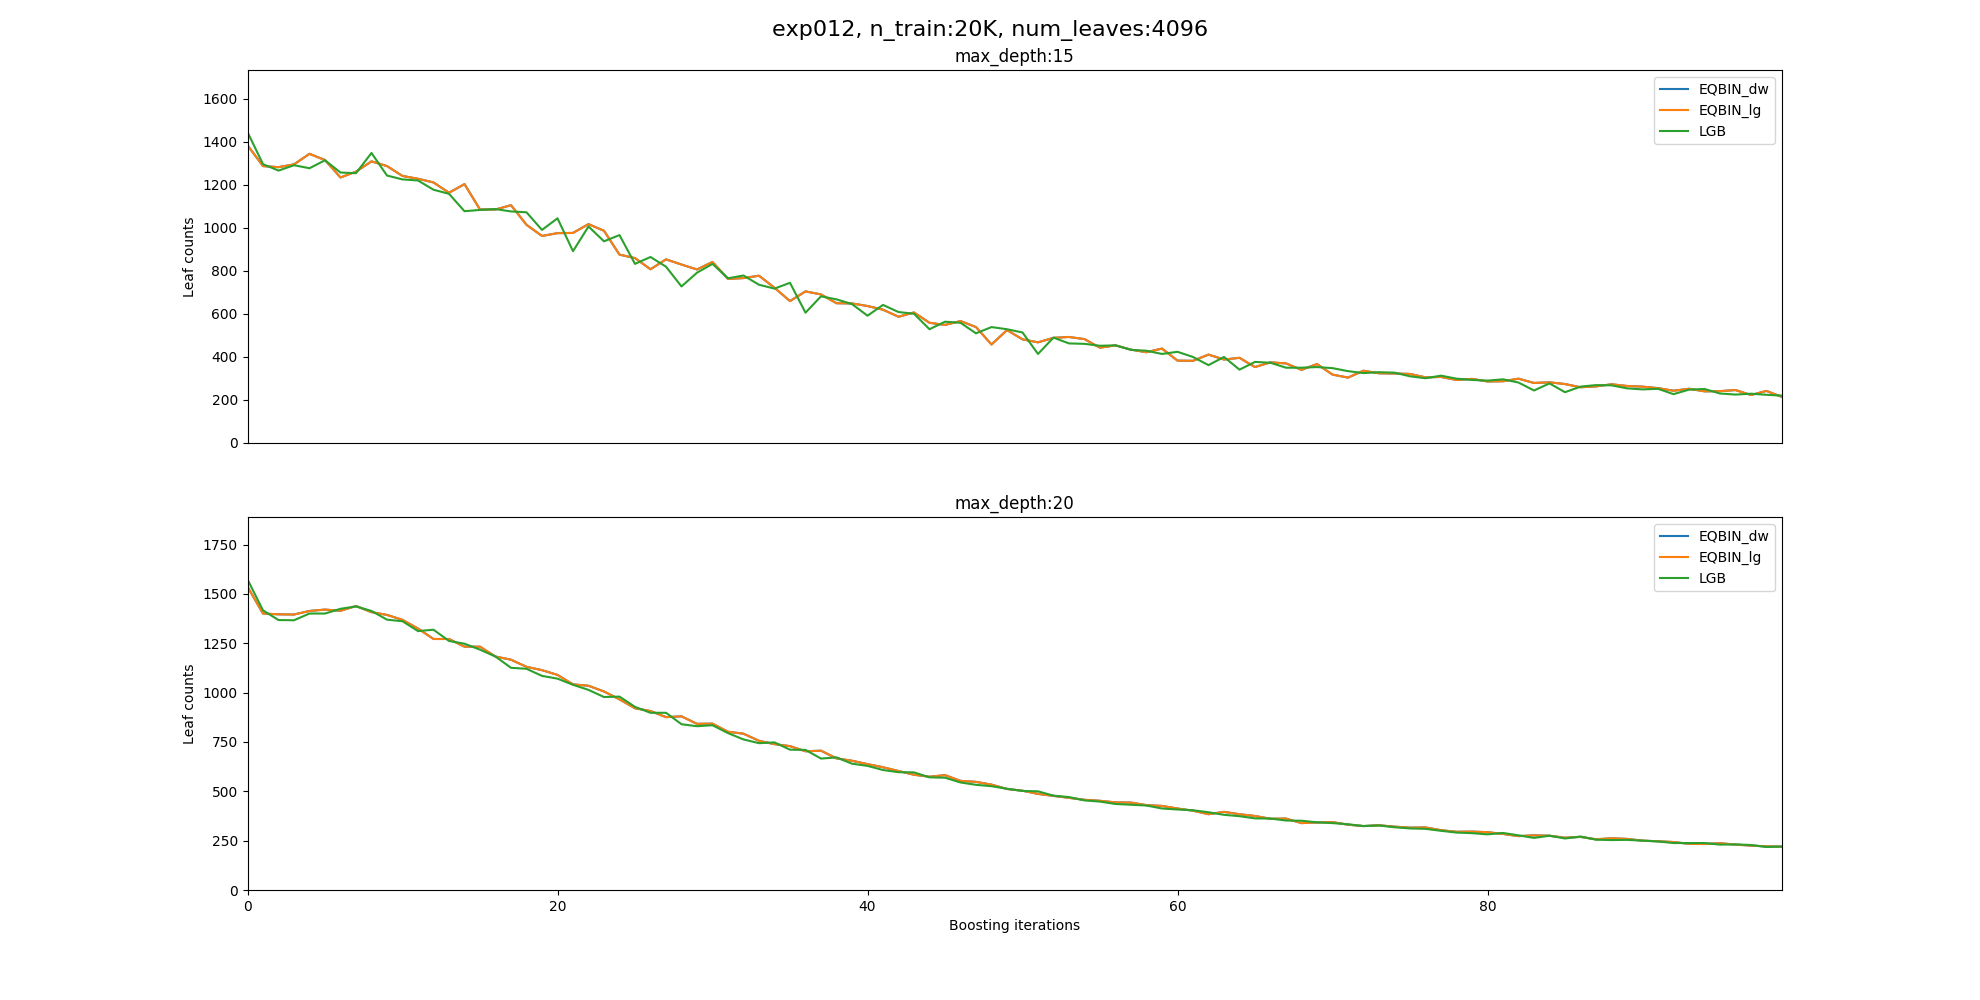 exp012, n_train:20K, num_leaves:4096
max_depth:15
1600
1400
1200
1000
800
600
400
200
0
Leaf counts
EQBIN_dw
EQBIN_lg
LGB
max_depth:20
1750
1500
1250
1000
750
500
250
0
Leaf counts
EQBIN_dw
EQBIN_lg
LGB
0 20 40 60 80
Boosting iterations